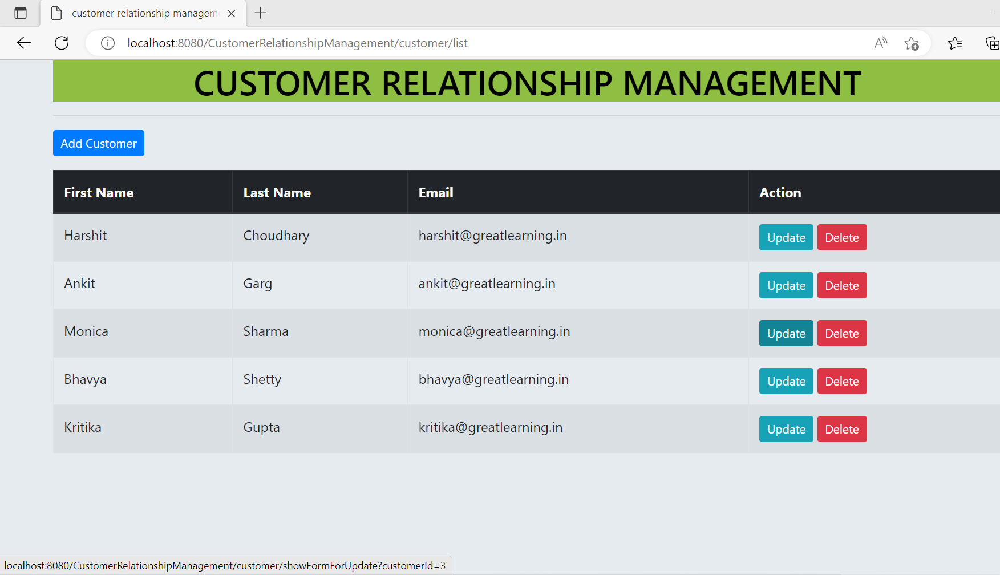 customer relationship managem
localhost:8080/CustomerRelationshipManagement/customer/list
CUSTOMER RELATIONSHIP MANAGEMENT
Add Customer
First Name Last Name Email Action
Harshit Choudhary harshit@greatlearning.in Update Delete
Ankit Garg ankit@greatlearning.in Update Delete
Monica Sharma monica@greatlearning.in Update Delete
Bhavya Shetty bhavya@greatlearning.in Update Delete
Kritika Gupta kritika@greatlearning.in Update Delete
localhost:8080/CustomerRelationshipManagement/customer/showFormForUpdate?customerId=3